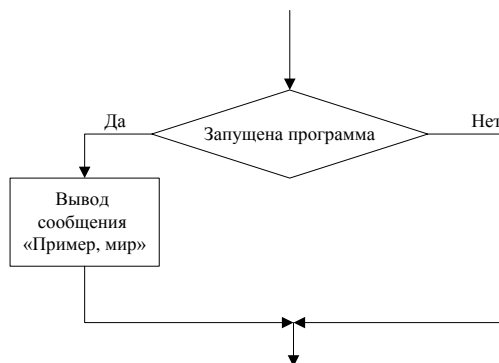 Да
Запущена программа
Нет
Вывод
сообщения
«Пример, мир»